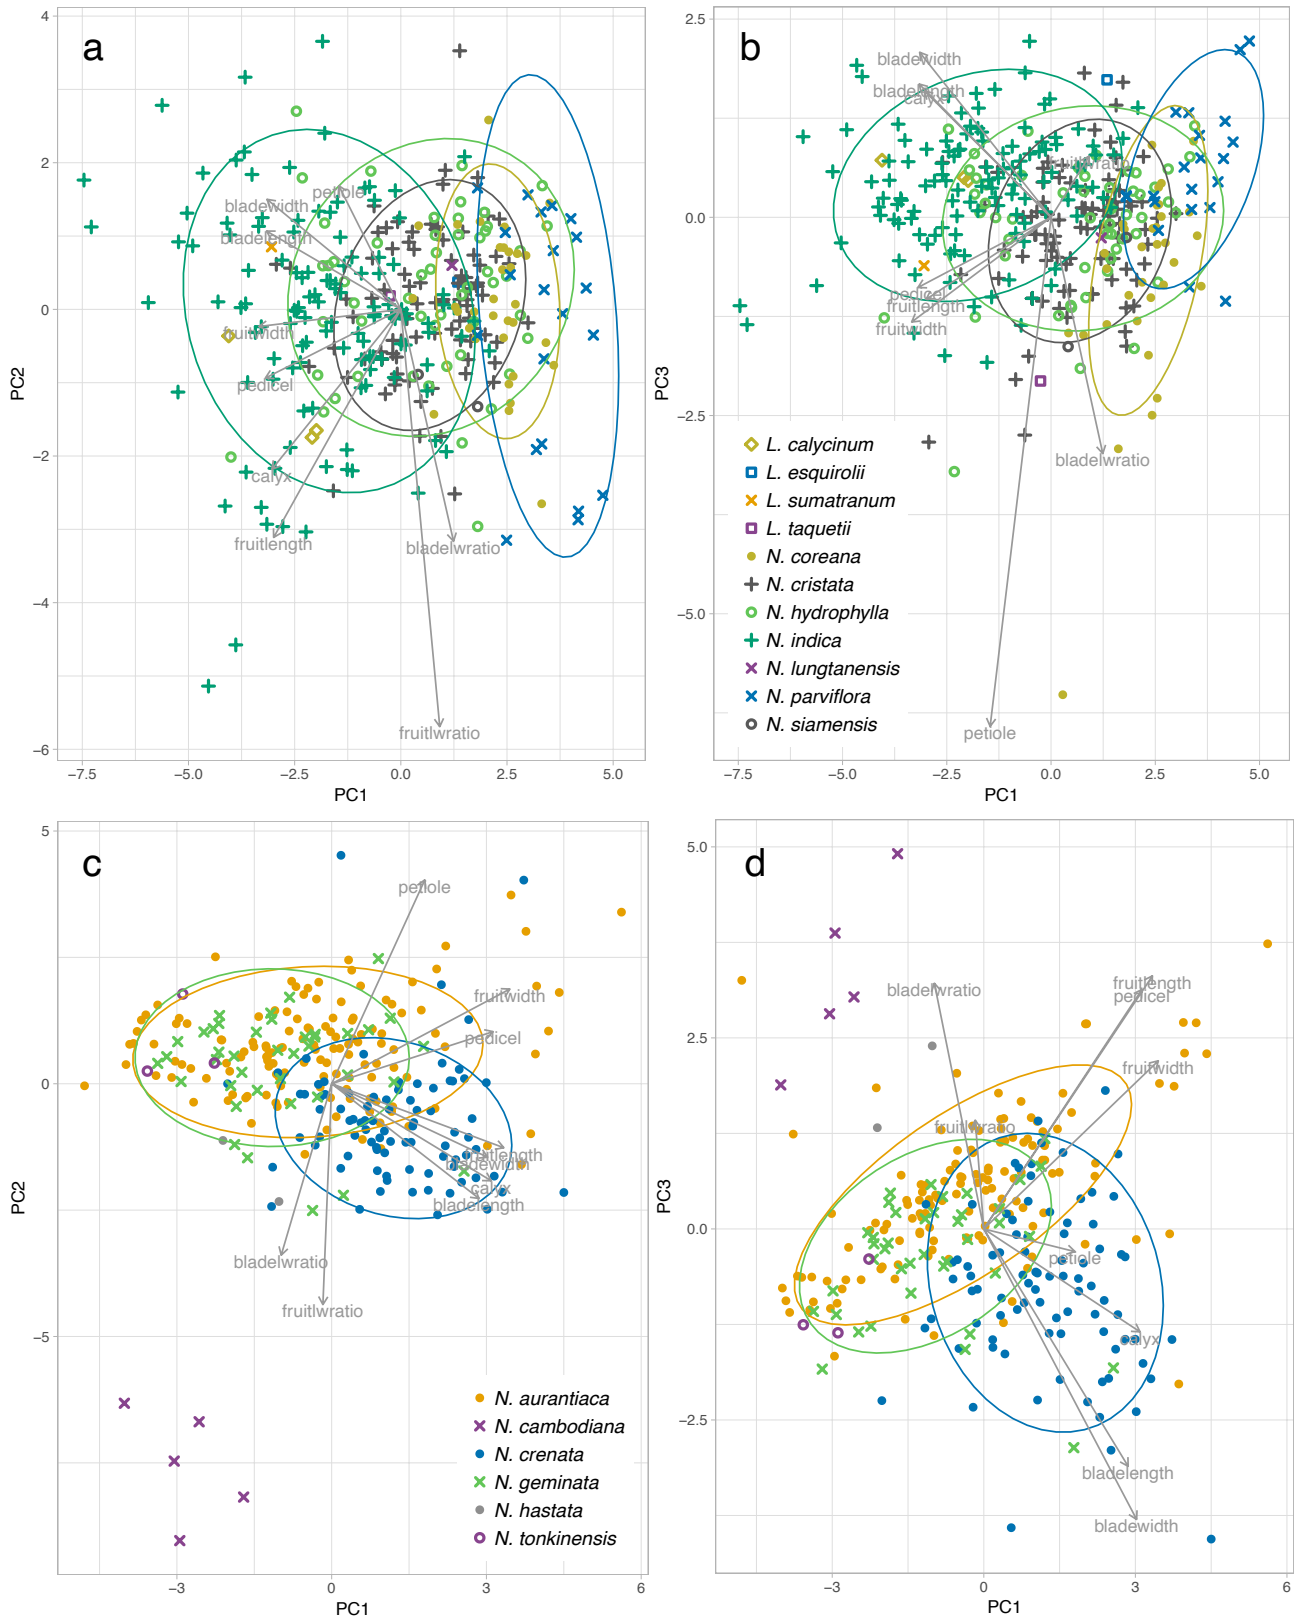 a
4
2
0
−2
−4
−6
PC2
−7.5
−5.0
−2.5
0.0
2.5
5.0
PC1
petiole
bladewidth
bladelength
fruitwidth
pedicel
calyx
fruitlength
bladelwratio
fruitlwratio
b
2.5
0.0
−2.5
−5.0
PC3
−7.5
−5.0
−2.5
0.0
2.5
5.0
PC1
bladewidth
bladelength
calyx
fruitlwratio
pedicel
fruitlength
fruitwidth
bladelwratio
petiole
L. calycinum
L. esquirolii
L. sumatranum
L. taquetii
N. coreana
N. cristata
N. hydrophylla
N. indica
N. lungtanensis
N. parviflora
N. siamensis
c
5
0
−5
PC2
−3
0
3
6
PC1
petiole
fruitwidth
pedicel
fruitlength
bladewidth
calyx
bladelength
bladelwratio
fruitlwratio
N. aurantiaca
N. cambodiana
N. crenata
N. geminata
N. hastata
N. tonkinensis
d
5.0
2.5
0.0
−2.5
PC3
−3
0
3
6
PC1
fruitlength
pedicel
bladelwratio
fruitwidth
fruitlwratio
petiole
calyx
bladelength
bladewidth